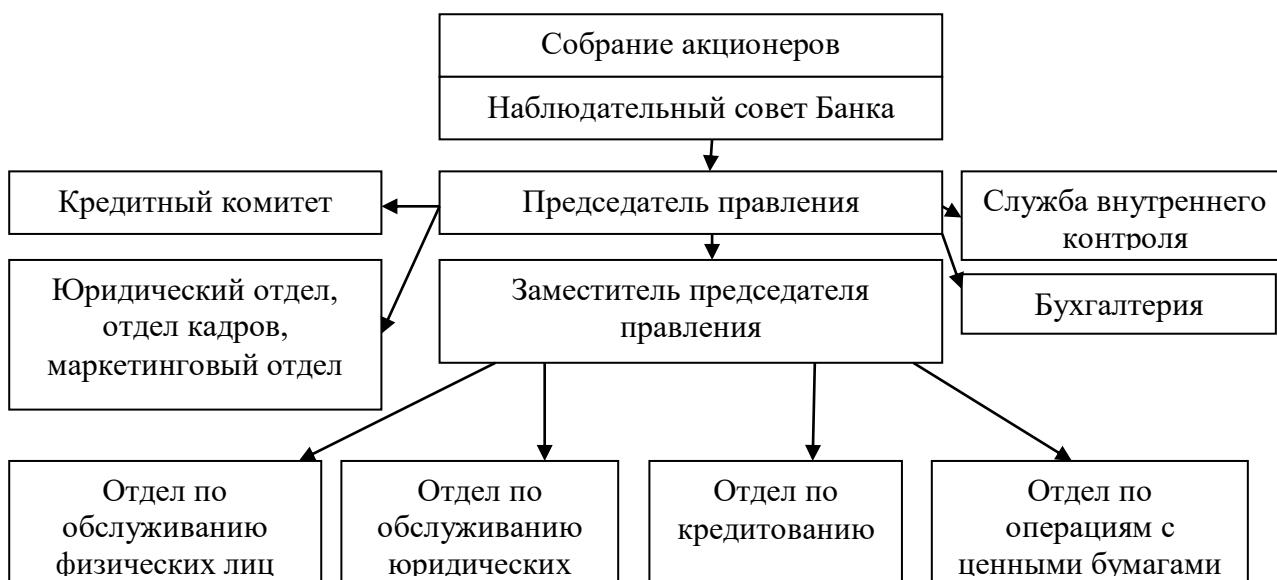 Собрание акционеров
Наблюдательный совет Банка
Кредитный комитет
Председатель правления
Служба внутреннего
контроля
Юридический отдел,
отдел кадров,
маркетинговый отдел
Заместитель председателя
правления
Бухгалтерия
Отдел по
обслуживанию
физических лиц
Отдел по
обслуживанию
юридических
Отдел по
кредитованию
Отдел по
операциям с
ценными бумагами